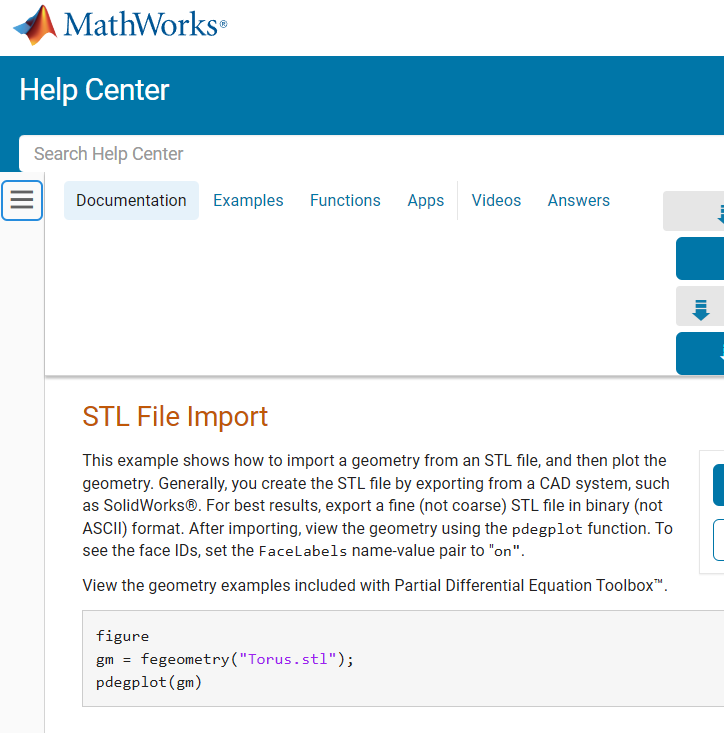 MathWorks®
Help Center
Search Help Center
Documentation Examples Functions Apps Videos Answers
STL File Import
This example shows how to import a geometry from an STL file, and then plot the
geometry. Generally, you create the STL file by exporting from a CAD system, such
as SolidWorks®. For best results, export a fine (not coarse) STL file in binary (not
ASCII) format. After importing, view the geometry using the pdegplot function. To
see the face IDs, set the FaceLabels name-value pair to "on".
View the geometry examples included with Partial Differential Equation Toolbox™.
figure
gm = fegeometry("Torus.stl");
pdegplot(gm)